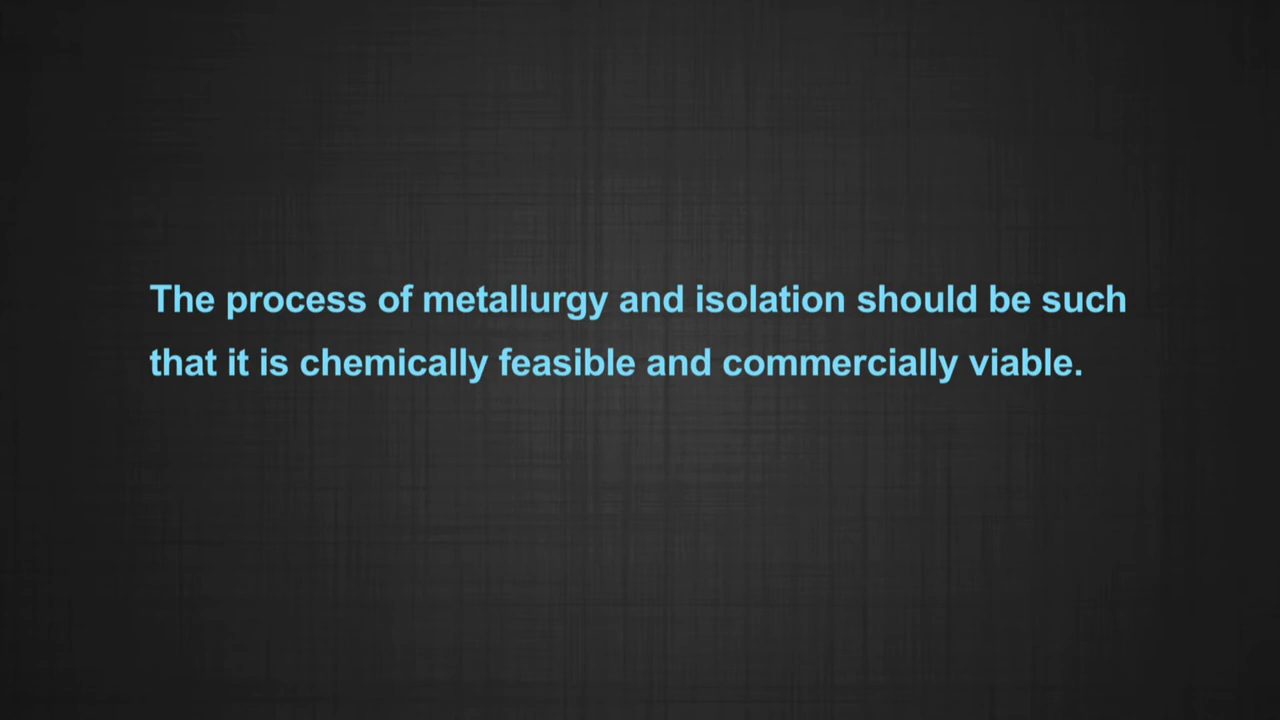 The process of metallurgy and isolation should be such
that it is chemically feasible and commercially viable.